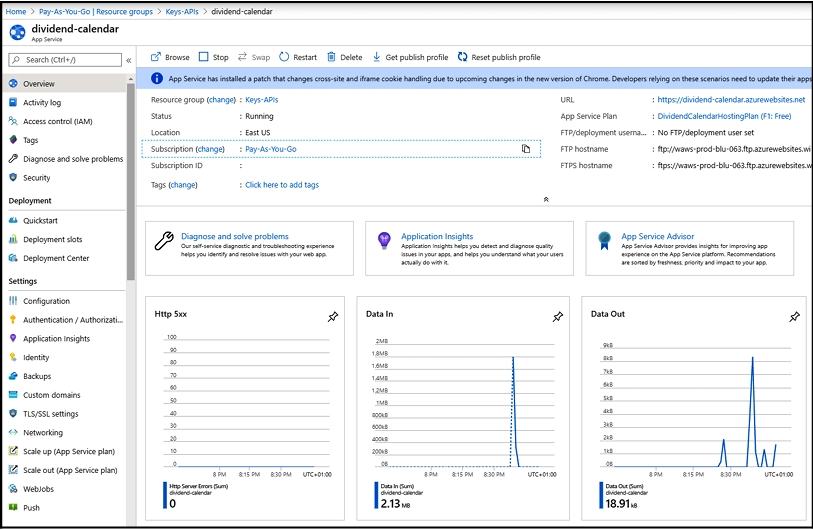 Home > Pay-As-You-Go | Resource groups > Keys-APIs > dividend-calendar
dividend-calendar
App Service
Search (Ctrl+/)
Browse Stop Swap Restart Delete Get publish profile Reset publish profile
App Service has installed a patch that changes cross-site and iframe cookie handling due to upcoming changes in the new version of Chrome. Developers relying on these scenarios need to update their apps
Overview
Activity log
Access control (IAM)
Tags
Diagnose and solve problems
Security
Deployment
Quickstart
Deployment slots
Deployment Center
Settings
Configuration
Authentication / Authorizati...
Application Insights
Identity
Backups
Custom domains
TLS/SSL settings
Networking
Scale up (App Service plan)
Scale out (App Service plan)
WebJobs
Push
Resource group (change) : Keys-APIs
Status : Running
Location : East US
Subscription (change) : Pay-As-You-Go
Subscription ID :
Tags (change) : Click here to add tags
URL : https://dividend-calendar.azurewebsites.net
App Service Plan : DividendCalendarHostingPlan (F1: Free)
FTP/deployment userna... : No FTP/deployment user set
FTP hostname : ftp://waws-prod-blu-063.ftp.azurewebsites.wi
FTPS hostname : ftps://waws-prod-blu-063.ftp.azurewebsites.w
Diagnose and solve problems
Our self-service diagnostic and troubleshooting experience
helps you identify and resolve issues with your web app.
Application Insights
Application Insights helps you detect and diagnose quality
issues in your apps, and helps you understand what your users
actually do with it.
App Service Advisor
App Service Advisor provides insights for improving app
experience on the App Service platform. Recommendations
are sorted by freshness, priority and impact to your app.
Http 5xx
100
90
80
70
60
50
40
30
20
10
0
8 PM 8:15 PM 8:30 PM UTC+01:00
Http Server Errors (Sum)
dividend-calendar
0
Data In
2MB
1.8MB
1.6MB
1.4MB
1.2MB
1MB
800kB
600kB
400kB
200kB
0B
8 PM 8:15 PM 8:30 PM UTC+01:00
Data In (Sum)
dividend-calendar
2.13 MB
Data Out
9kB
8kB
7kB
6kB
5kB
4kB
3kB
2kB
1kB
0B
8 PM 8:15 PM 8:30 PM UTC+01:00
Data Out (Sum)
dividend-calendar
18.91 kB